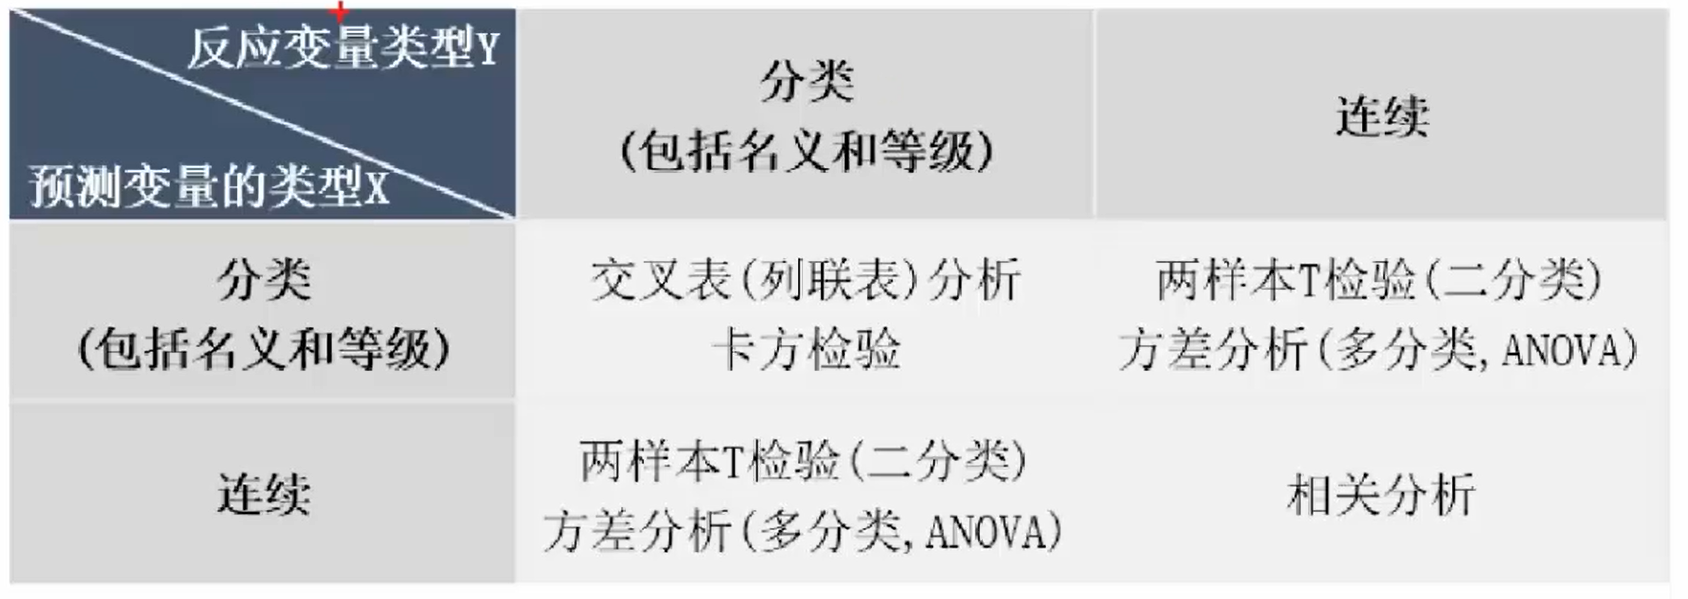 反应变量类型Y
预测变量的类型X
分类
(包括名义和等级)
连续
分类
(包括名义和等级)
交叉表(列联表)分析
卡方检验
两样本T检验(二分类)
方差分析(多分类,ANOVA)
连续
两样本T检验(二分类)
方差分析(多分类,ANOVA)
相关分析